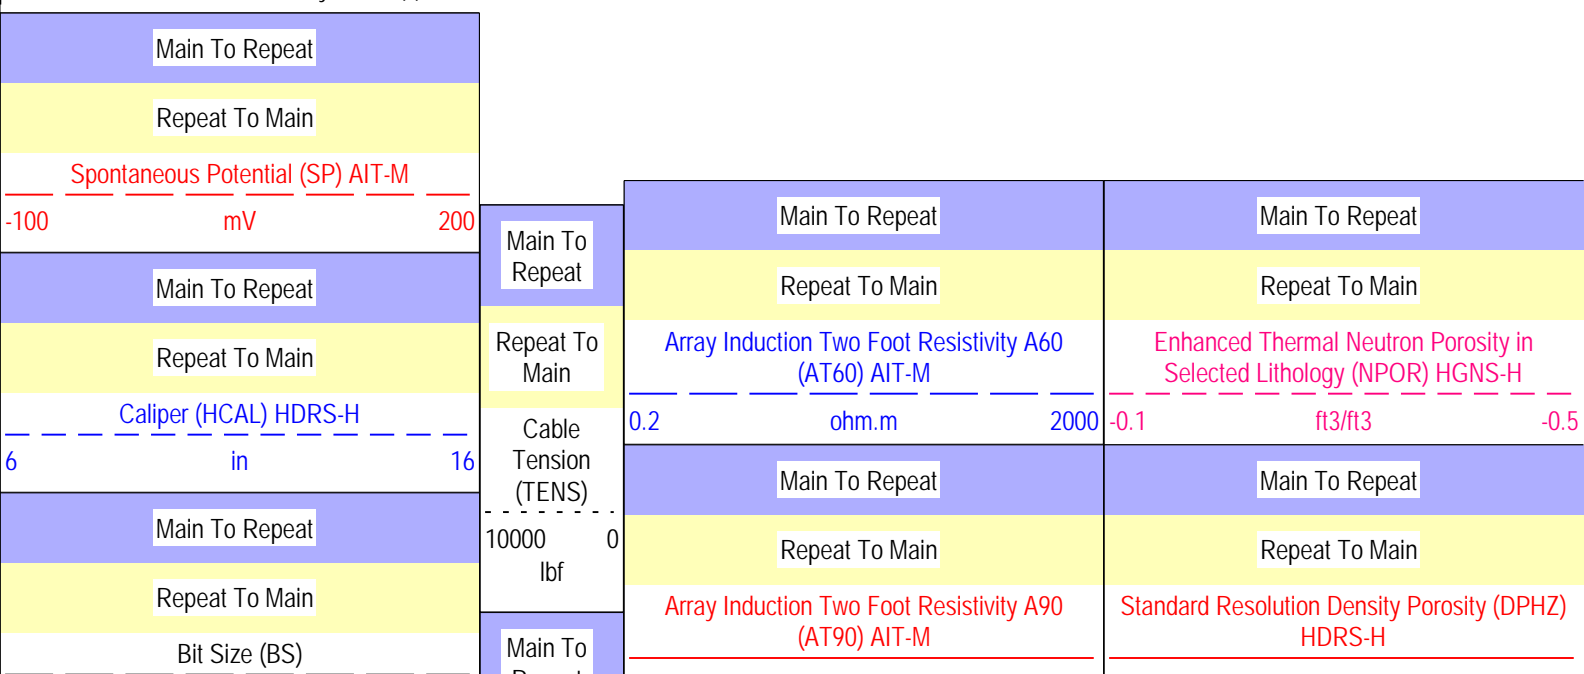 Main To Repeat
Repeat To Main
Spontaneous Potential (SP) AIT-M
-100 mV 200
Main To Repeat
Repeat To Main
Caliper (HCAL) HDRS-H
6 in 16
Main To Repeat
Repeat To Main
Bit Size (BS)
Main To
Repeat
Repeat To
Main
Cable
Tension
(TENS)
10000 0
lbf
Main To
Main To Repeat
Repeat To Main
Array Induction Two Foot Resistivity A60
(AT60) AIT-M
0.2 ohm.m 2000
Main To Repeat
Repeat To Main
Array Induction Two Foot Resistivity A90
(AT90) AIT-M
Main To Repeat
Repeat To Main
Enhanced Thermal Neutron Porosity in
Selected Lithology (NPOR) HGNS-H
-0.1 ft3/ft3 -0.5
Main To Repeat
Repeat To Main
Standard Resolution Density Porosity (DPHZ)
HDRS-H